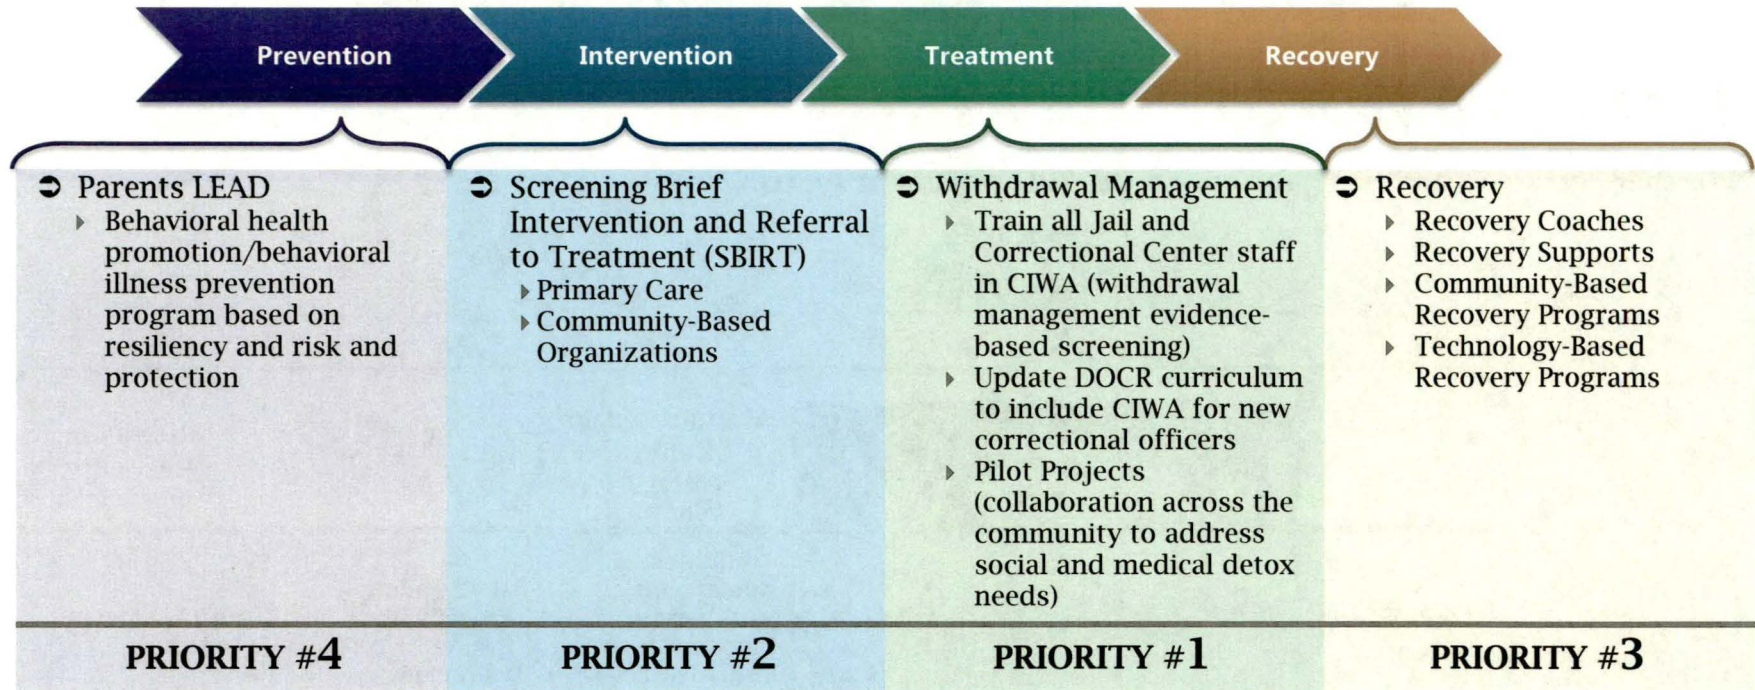 Prevention
Intervention
Treatment
Recovery
➲ Parents LEAD
▸ Behavioral health
promotion/behavioral
illness prevention
program based on
resiliency and risk and
protection
➲ Screening Brief
Intervention and Referral
to Treatment (SBIRT)
▸ Primary Care
▸ Community-Based
Organizations
➲ Withdrawal Management
▸ Train all Jail and
Correctional Center staff
in CIWA (withdrawal
management evidence-
based screening)
▸ Update DOCR curriculum
to include CIWA for new
correctional officers
▸ Pilot Projects
(collaboration across the
community to address
social and medical detox
needs)
➲ Recovery
▸ Recovery Coaches
▸ Recovery Supports
▸ Community-Based
Recovery Programs
▸ Technology-Based
Recovery Programs
PRIORITY #4
PRIORITY #2
PRIORITY #1
PRIORITY #3